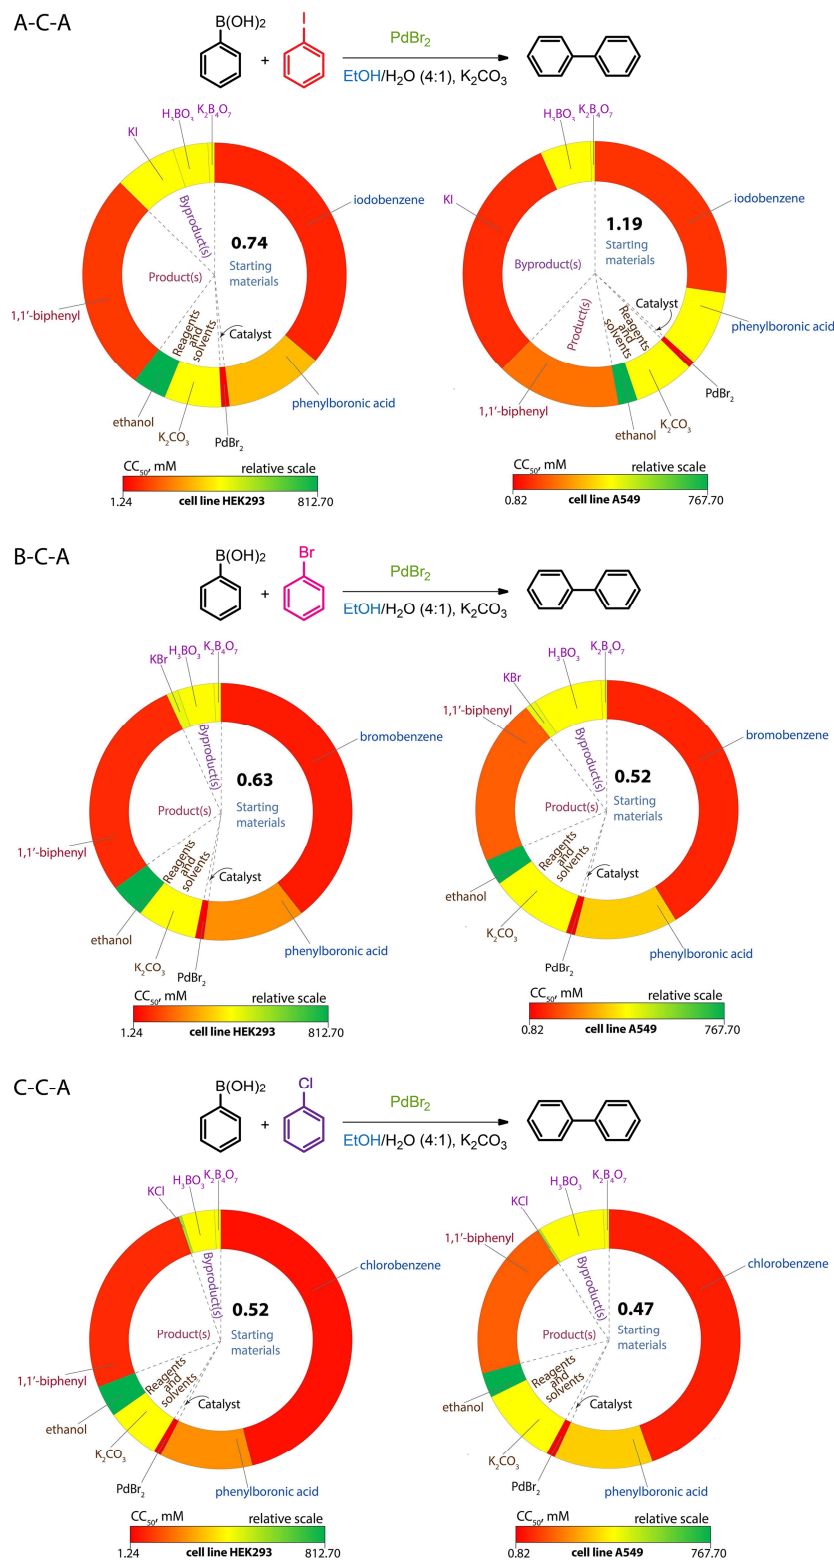 A-C-A
B(OH)₂
I
+
PdBr₂
EtOH/H₂O (4:1), K₂CO₃
KI
H₃BO₃
K₂B₄O₇
iodobenzene
Byproduct(s)
0.74
Starting
materials
Product(s)
1,1′-biphenyl
Reagents
and
solvents
Catalyst
phenylboronic acid
ethanol
K₂CO₃
PdBr₂
CC₅₀, mM
relative scale
1.24
cell line HEK293
812.70
H₃BO₃
K₂B₄O₇
KI
iodobenzene
1.19
Starting
materials
Byproduct(s)
Catalyst
Product(s)
Reagents
and
solvents
phenylboronic acid
PdBr₂
1,1′-biphenyl
K₂CO₃
ethanol
CC₅₀, mM
relative scale
0.82
cell line A549
767.70
B-C-A
B(OH)₂
Br
+
PdBr₂
EtOH/H₂O (4:1), K₂CO₃
KBr
H₃BO₃
K₂B₄O₇
bromobenzene
Byproduct(s)
0.63
Starting
materials
Product(s)
1,1′-biphenyl
Reagents
and
solvents
Catalyst
ethanol
phenylboronic acid
K₂CO₃
PdBr₂
CC₅₀, mM
relative scale
1.24
cell line HEK293
812.70
K₂B₄O₇
H₃BO₃
KBr
1,1′-biphenyl
bromobenzene
Byproduct(s)
0.52
Starting
materials
Product(s)
Reagents
and
solvents
Catalyst
ethanol
K₂CO₃
phenylboronic acid
PdBr₂
CC₅₀, mM
relative scale
0.82
cell line A549
767.70
C-C-A
B(OH)₂
Cl
+
PdBr₂
EtOH/H₂O (4:1), K₂CO₃
KCl
H₃BO₃
K₂B₄O₇
chlorobenzene
Byproduct(s)
0.52
Starting
materials
Product(s)
1,1′-biphenyl
Reagents
and
solvents
Catalyst
ethanol
K₂CO₃
PdBr₂
phenylboronic acid
CC₅₀, mM
relative scale
1.24
cell line HEK293
812.70
K₂B₄O₇
H₃BO₃
KCl
1,1′-biphenyl
chlorobenzene
Byproduct(s)
0.47
Starting
materials
Product(s)
Reagents
and
solvents
Catalyst
ethanol
K₂CO₃
PdBr₂
phenylboronic acid
CC₅₀, mM
relative scale
0.82
cell line A549
767.70